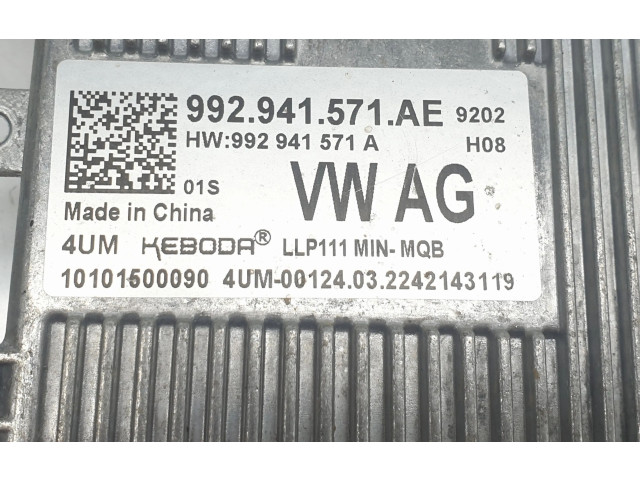 992.941.571.AE 9202
HW:992 941 571 A H08
01S VW AG
Made in China
4UM KEBODA® LLP111 MIN- MQB
10101500090 4UM-00124.03.2242143119